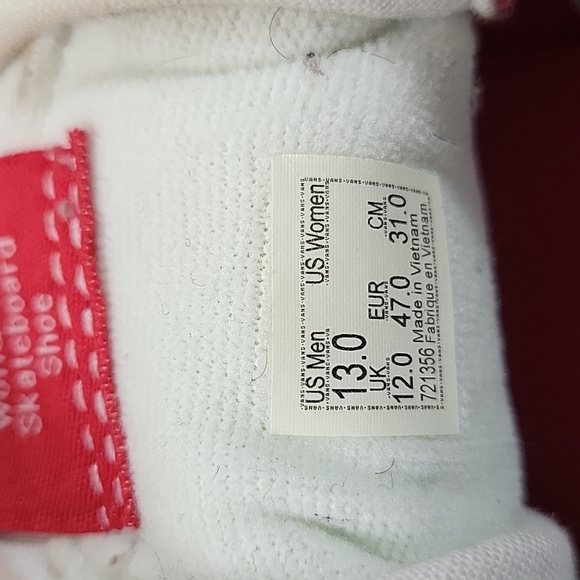 Skateboard
Shoe
US Men US Women
13.0
UK EUR CM
12.0 47.0 31.0
Made in Vietnam
721356 Fabrique en Vietnam